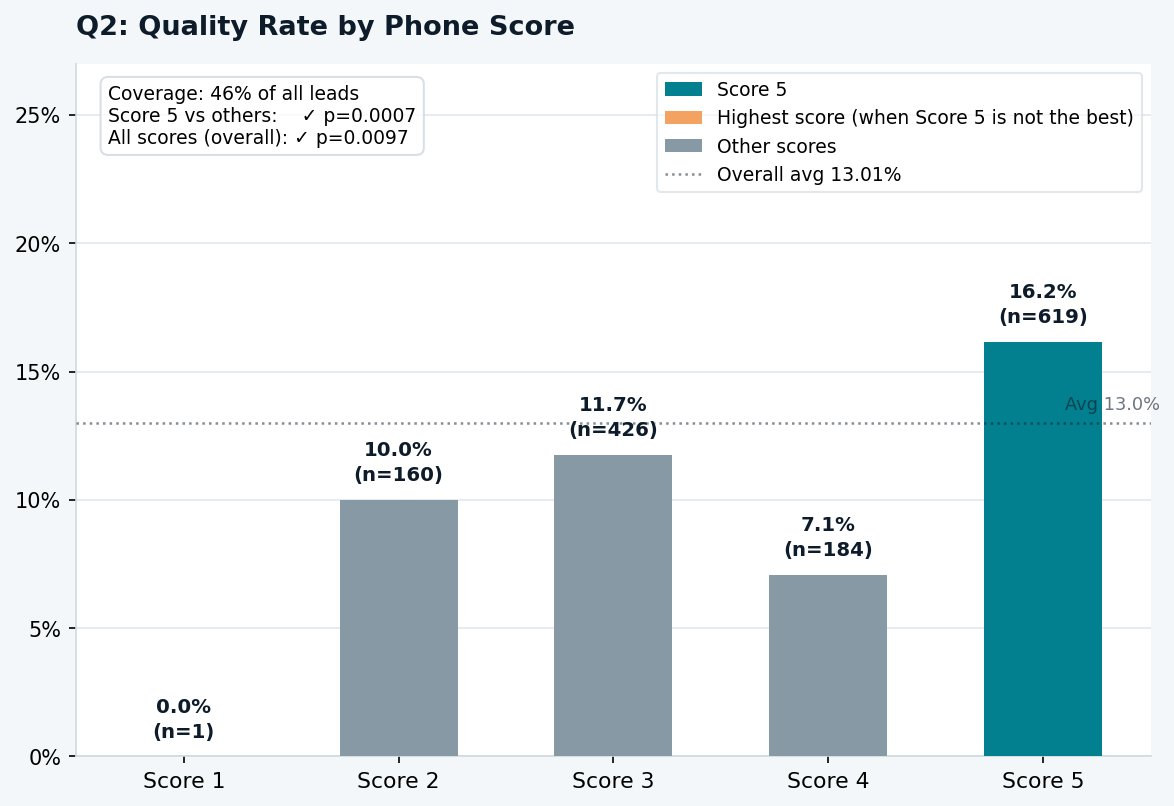 Q2: Quality Rate by Phone Score
Coverage: 46% of all leads
Score 5 vs others: ✓ p=0.0007
All scores (overall): ✓ p=0.0097
Score 5
Highest score (when Score 5 is not the best)
Other scores
Overall avg 13.01%
25%
20%
15%
10%
5%
0%
0.0%
(n=1)
10.0%
(n=160)
11.7%
(n=426)
7.1%
(n=184)
16.2%
(n=619)
Avg 13.0%
Score 1
Score 2
Score 3
Score 4
Score 5